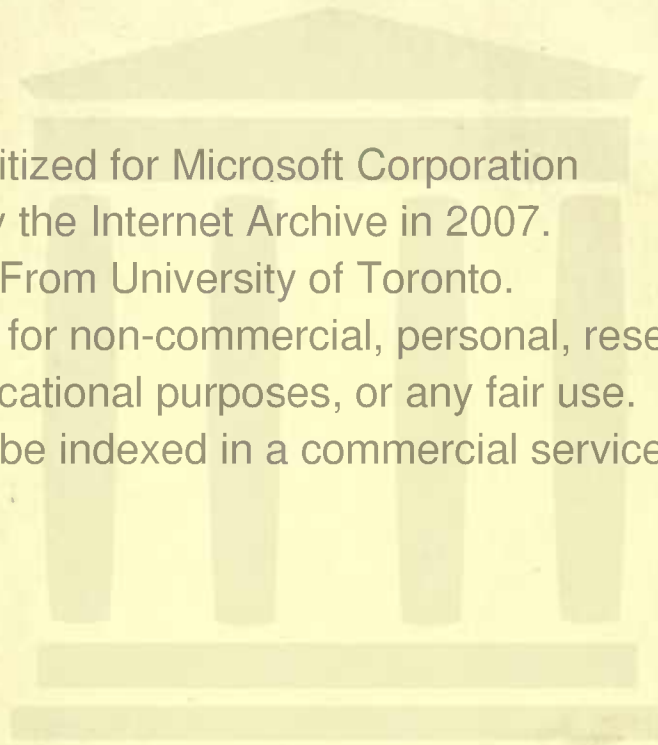 itized for Microsoft Corporation
the Internet Archive in 2007.
From University of Toronto.
for non-commercial, personal, rese
cational purposes, or any fair use.
be indexed in a commercial service